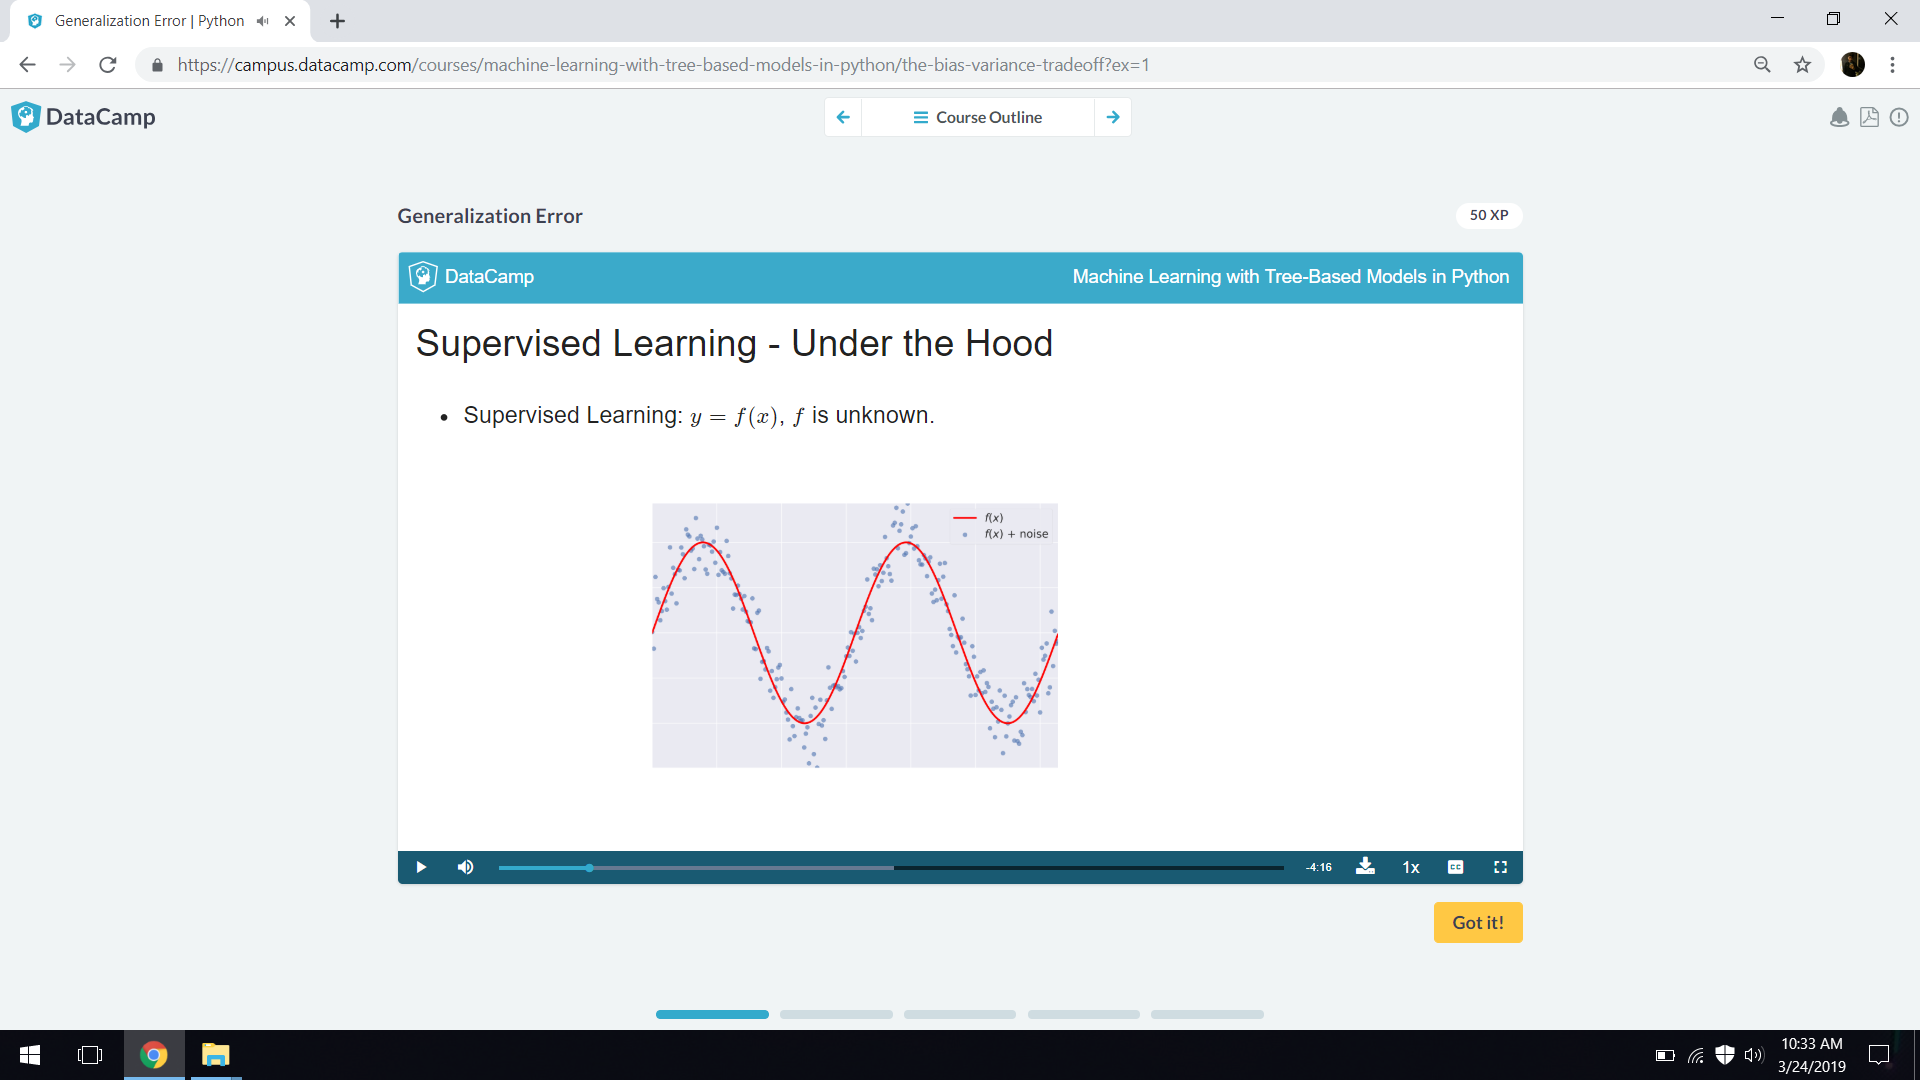 Generalization Error | Python
https://campus.datacamp.com/courses/machine-learning-with-tree-based-models-in-python/the-bias-variance-tradeoff?ex=1
DataCamp
Course Outline
Generalization Error
50 XP
DataCamp
Machine Learning with Tree-Based Models in Python
Supervised Learning - Under the Hood
• Supervised Learning: y = f(x), f is unknown.
f(x)
f(x) + noise
-4:16
1x
CC
Got it!
10:33 AM
3/24/2019